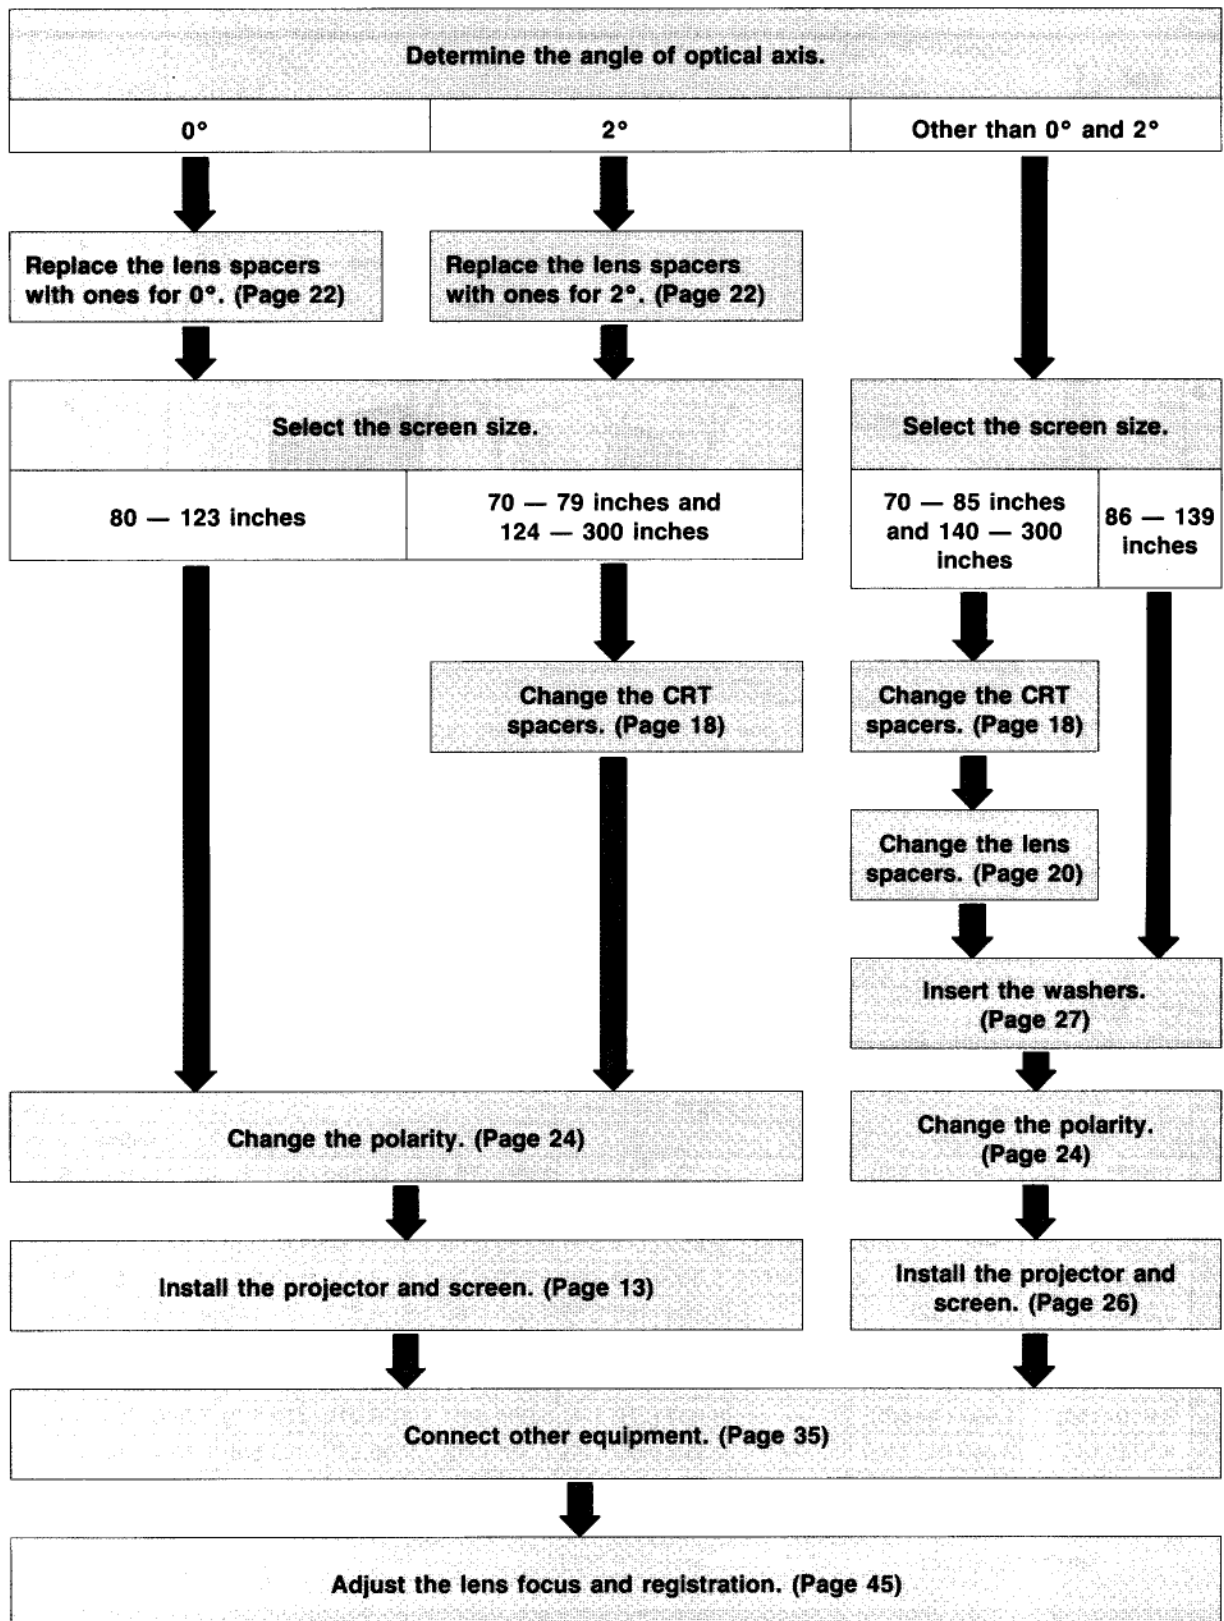 Determine the angle of optical axis.
0°
2°
Other than 0° and 2°
Replace the lens spacers
with ones for 0°. (Page 22)
Replace the lens spacers
with ones for 2°. (Page 22)
Select the screen size.
80 — 123 inches
70 — 79 inches and
124 — 300 inches
Select the screen size.
70 — 85 inches
and 140 — 300
inches
86 — 139
inches
Change the CRT
spacers. (Page 18)
Change the CRT
spacers. (Page 18)
Change the lens
spacers. (Page 20)
Insert the washers.
(Page 27)
Change the polarity. (Page 24)
Change the polarity.
(Page 24)
Install the projector and screen. (Page 13)
Install the projector and
screen. (Page 26)
Connect other equipment. (Page 35)
Adjust the lens focus and registration. (Page 45)